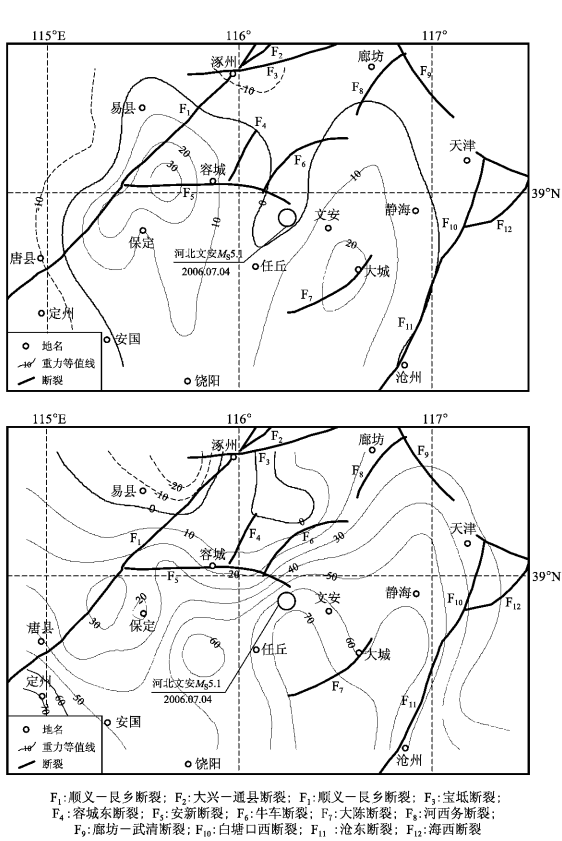 115°E
116°
117°
涿州
F2
F3
廊坊
F9
-10
F8
易县
F1
F4
20
天津
30
容城
F6
10
F5
39°N
0
10
文安
静海
F10
F12
-10
保定
河北文安MS5.1
2006.07.04
20
唐县
任丘
大城
F7
定州
F11
地名
安国
-10 重力等值线
断裂
饶阳
沧州
115°E
116°
117°
涿州
F2
廊坊
F3
F9
-20
F8
易县
-10
0
0
F1
10
F4
F6
30
天津
容城
40
F5
20
50
39°N
20
文安
静海
F10
F12
30
保定
70
唐县
60
60
任丘
大城
定州
河北文安MS5.1
2006.07.04
F7
60
50
70
F11
安国
地名
-10 重力等值线
断裂
饶阳
沧州
F1:顺义—良乡断裂; F2:大兴—通县断裂; F1:顺义—良乡断裂; F3:宝坻断裂;
F4:容城东断裂; F5:安新断裂; F6:牛车断裂; F7:大陈断裂; F8:河西务断裂;
F9:廊坊—武清断裂; F10:白塘口西断裂; F11:沧东断裂; F12:海西断裂